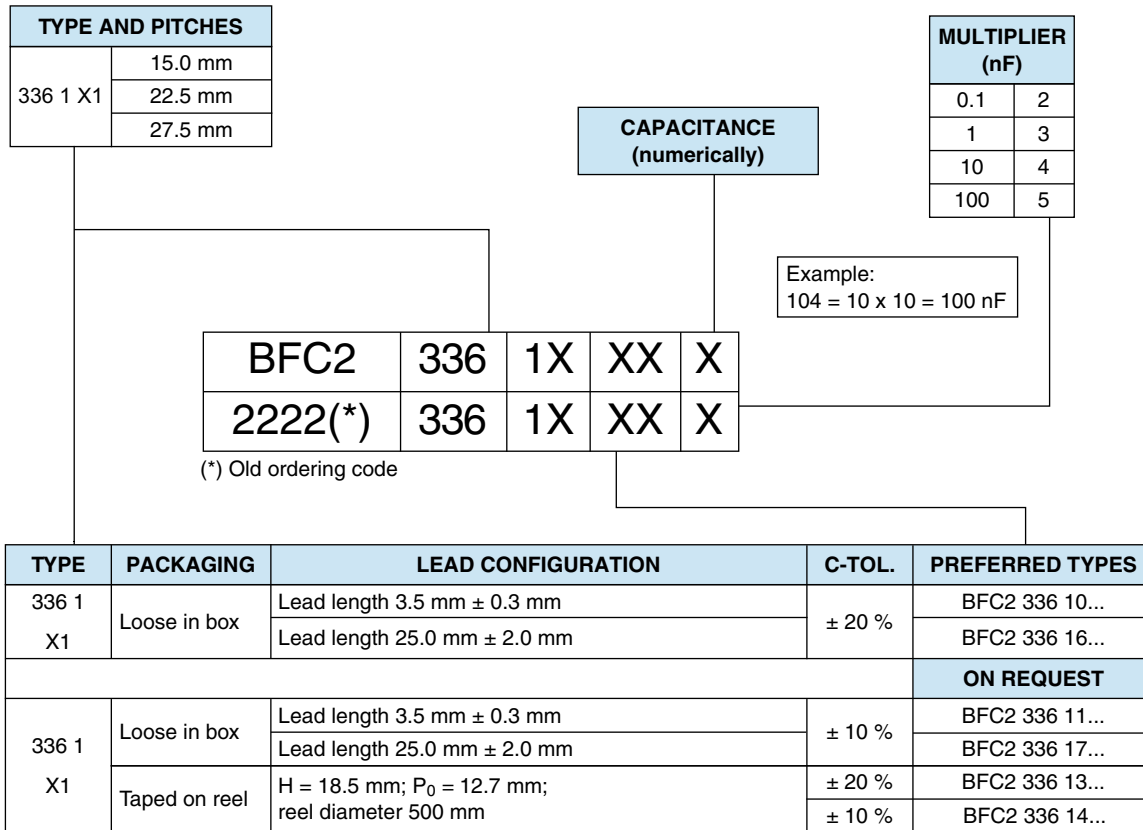 TYPE AND PITCHES
336 1 X1
15.0 mm
22.5 mm
27.5 mm
CAPACITANCE
(numerically)
MULTIPLIER
(nF)
0.1 2
1 3
10 4
100 5
Example:
104 = 10 x 10 = 100 nF
BFC2 336 1X XX X
2222(*) 336 1X XX X
(*) Old ordering code
TYPE PACKAGING LEAD CONFIGURATION C-TOL. PREFERRED TYPES
336 1
X1
Loose in box
Lead length 3.5 mm ± 0.3 mm
Lead length 25.0 mm ± 2.0 mm
± 20 %
BFC2 336 10...
BFC2 336 16...
ON REQUEST
336 1
X1
Loose in box
Lead length 3.5 mm ± 0.3 mm
Lead length 25.0 mm ± 2.0 mm
± 10 %
BFC2 336 11...
BFC2 336 17...
Taped on reel
H = 18.5 mm; P0 = 12.7 mm;
reel diameter 500 mm
± 20 %
BFC2 336 13...
± 10 %
BFC2 336 14...